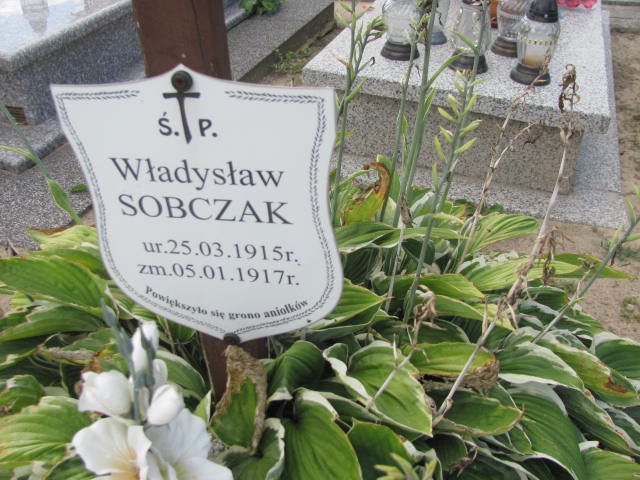 Ś. P.
Władysław
SOBCZAK
ur.25.03.1915r.
zm.05.01.1917r.
Powiększyło się grono aniołków